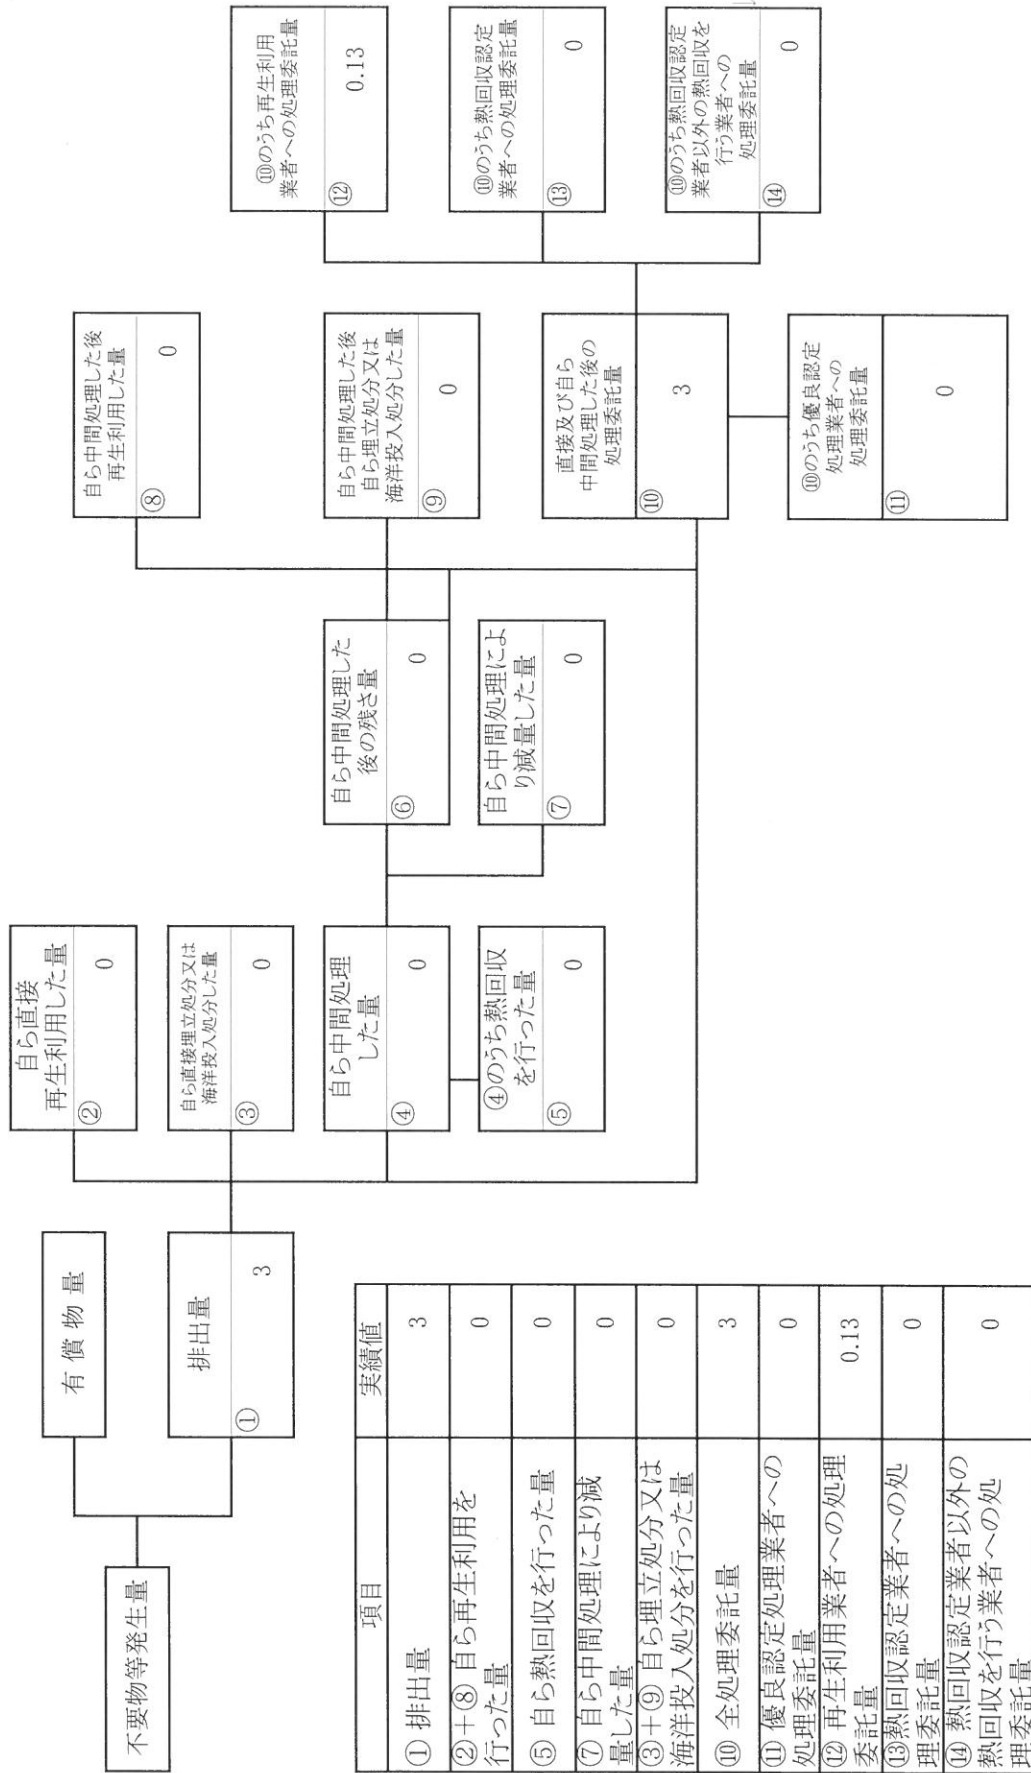 不要物等発生量
有償物量
排出量
①
3
自ら直接
再生利用した量
②
0
自ら直接埋立処分又は
海洋投入処分した量
③
0
自ら中間処理
した量
④
0
④のうち熱回収
を行った量
⑤
0
自ら中間処理した
後の残さ量
⑥
0
自ら中間処理によ
り減量した量
⑦
0
自ら中間処理した後
再生利用した量
⑧
0
自ら中間処理した後
自ら埋立処分又は
海洋投入処分した量
⑨
0
直接及び自ら
中間処理した後の
処理委託量
⑩
3
⑩のうち優良認定
処理業者への
処理委託量
⑪
0
⑩のうち再生利用
業者への処理委託量
⑫
0.13
⑩のうち熱回収認定
業者への処理委託量
⑬
0
⑩のうち熱回収認定
業者以外の熱回収を
行う業者への
処理委託量
⑭
0
項目 実績値
① 排出量 3
②+⑧ 自ら再生利用を
行った量 0
⑤ 自ら熱回収を行った量 0
⑦ 自ら中間処理により減
量した量 0
③+⑨ 自ら埋立処分又は
海洋投入処分を行った量 0
⑩ 全処理委託量 3
⑪ 優良認定処理業者への
処理委託量 0
⑫ 再生利用業者への処理
委託量 0.13
⑬熱回収認定業者への処
理委託量 0
⑭ 熱回収認定業者以外の
熱回収を行う業者への処
理委託量 0